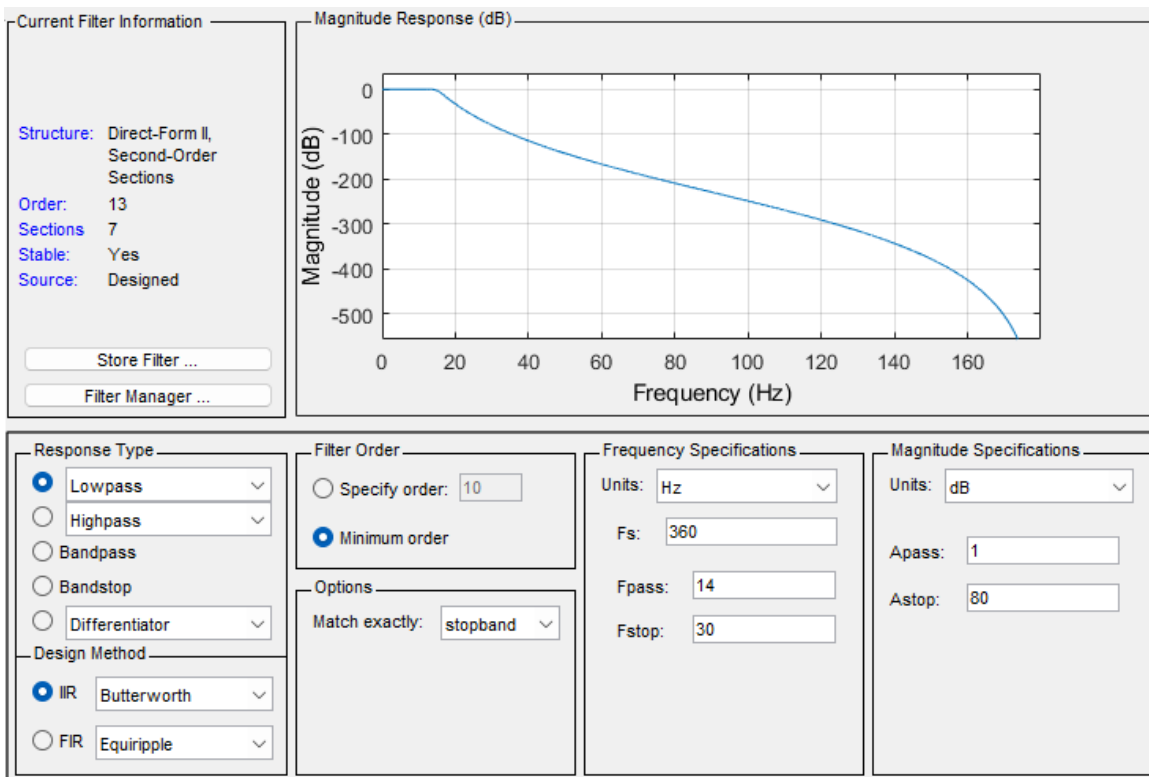 Current Filter Information
Structure: Direct-Form II,
Second-Order
Sections
Order: 13
Sections 7
Stable: Yes
Source: Designed
Store Filter ...
Filter Manager ...
Magnitude Response (dB)
Magnitude (dB)
0
-100
-200
-300
-400
-500
0 20 40 60 80 100 120 140 160
Frequency (Hz)
Response Type
Lowpass
Highpass
Bandpass
Bandstop
Differentiator
Design Method
IIR Butterworth
FIR Equiripple
Filter Order
Specify order: 10
Minimum order
Options
Match exactly: stopband
Frequency Specifications
Units: Hz
Fs: 360
Fpass: 14
Fstop: 30
Magnitude Specifications
Units: dB
Apass: 1
Astop: 80